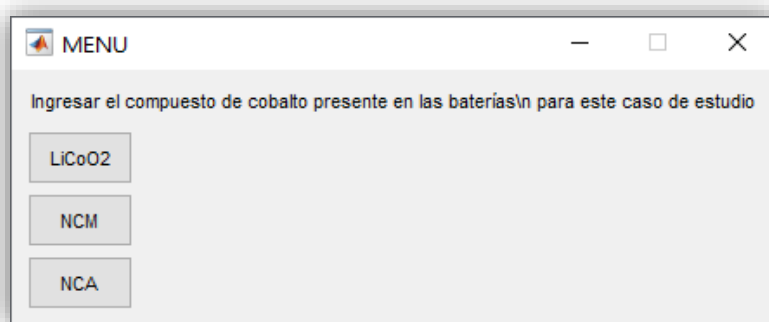 MENU
Ingresar el compuesto de cobalto presente en las baterías\n para este caso de estudio
LiCoO2
NCM
NCA